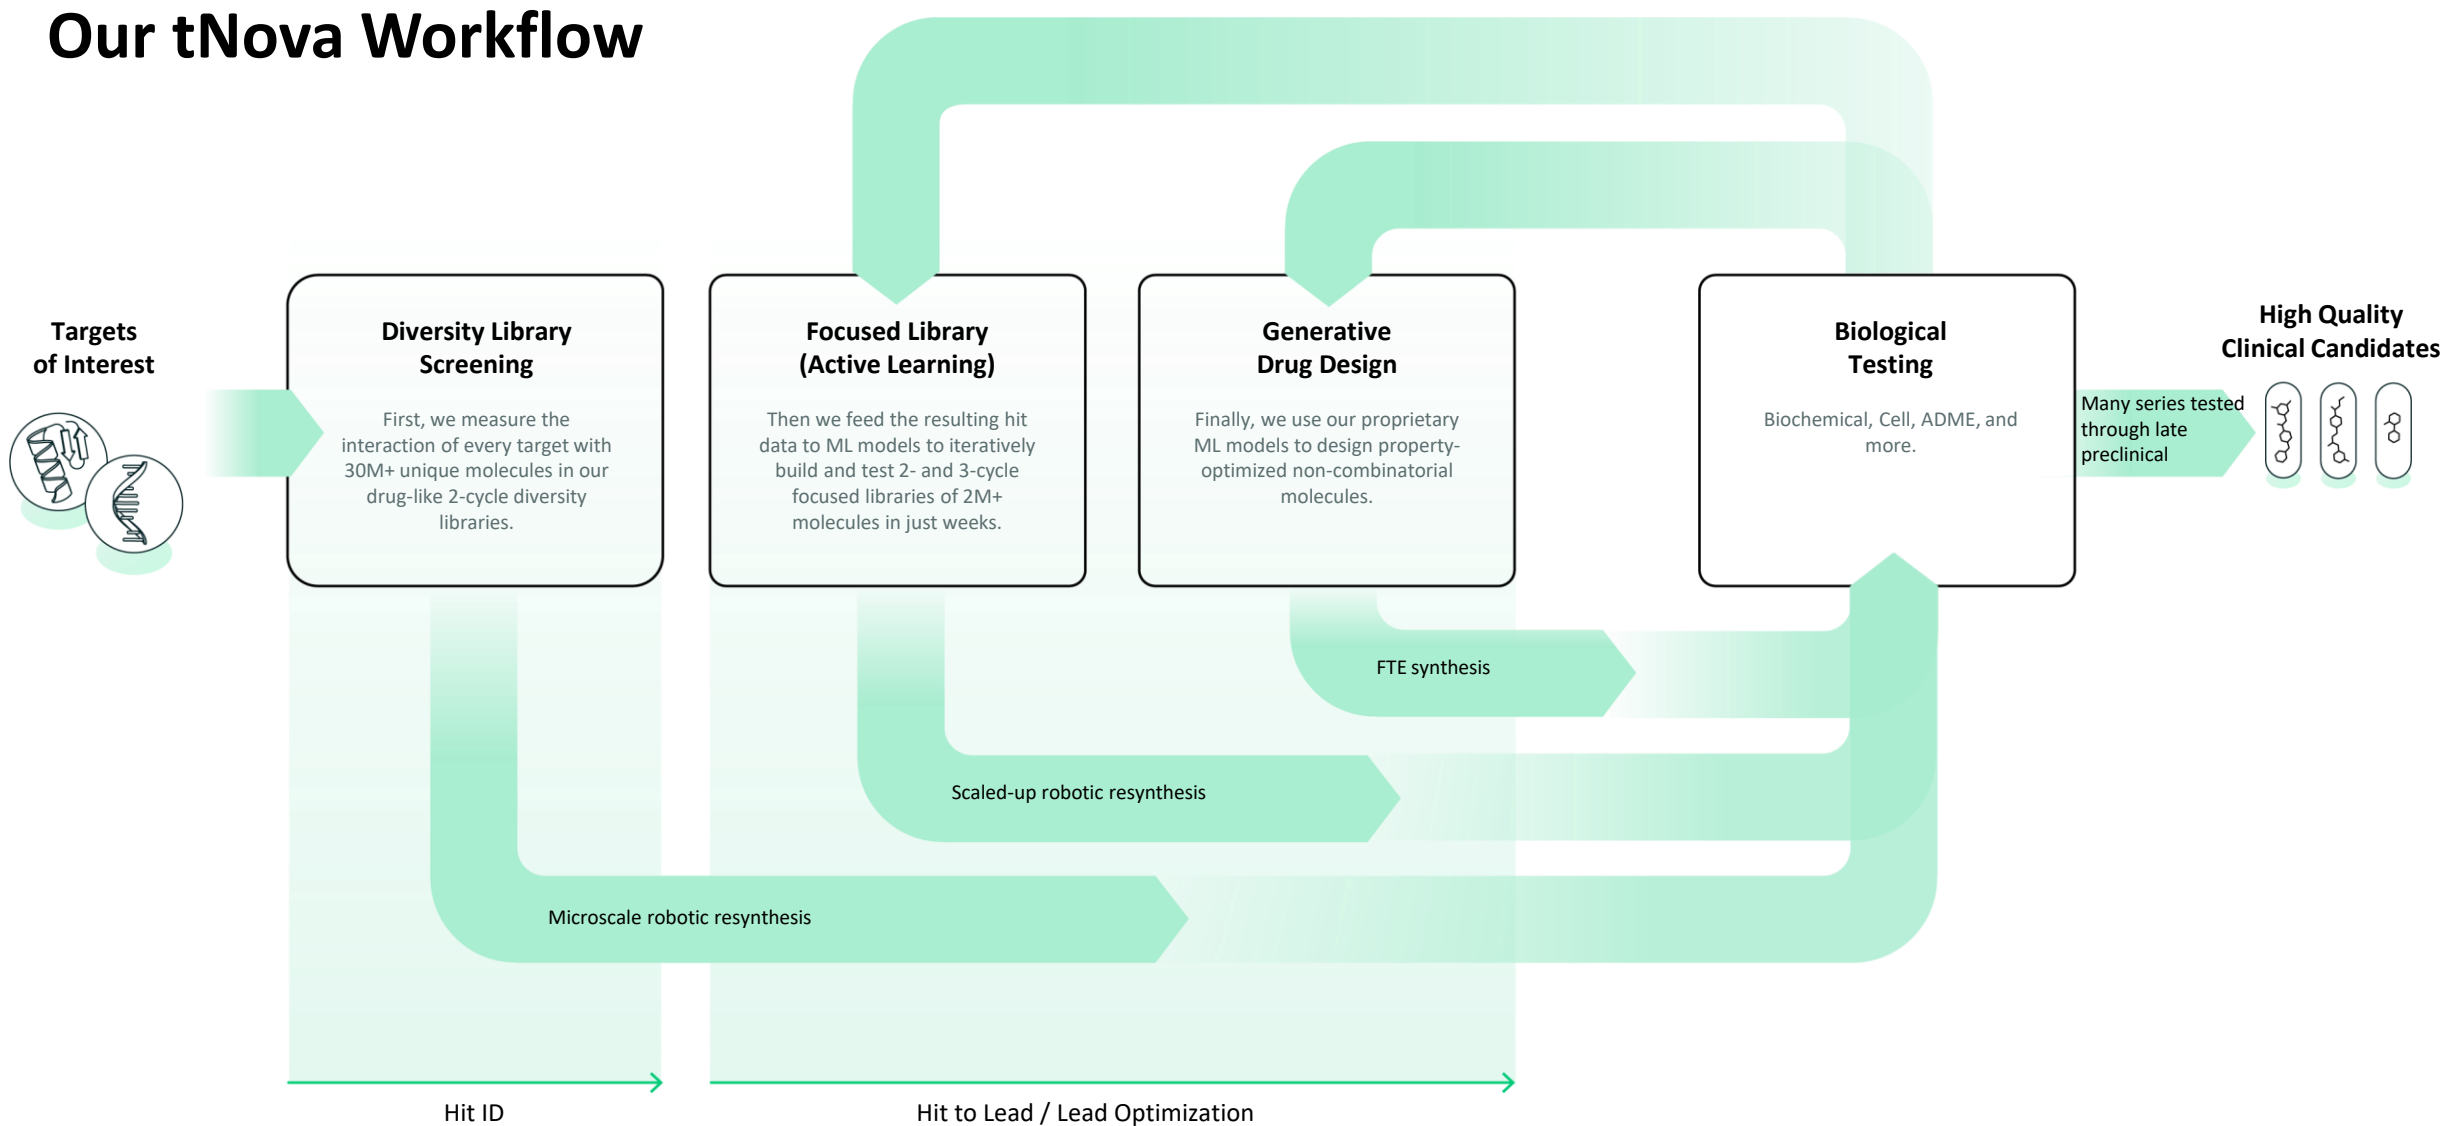 Our tNova Workflow
Targets
of Interest
Diversity Library
Screening
First, we measure the
interaction of every target with
30M+ unique molecules in our
drug-like 2-cycle diversity
libraries.
Focused Library
(Active Learning)
Then we feed the resulting hit
data to ML models to iteratively
build and test 2- and 3-cycle
focused libraries of 2M+
molecules in just weeks.
Generative
Drug Design
Finally, we use our proprietary
ML models to design property-
optimized non-combinatorial
molecules.
Biological
Testing
Biochemical, Cell, ADME, and
more.
Many series tested
through late
preclinical
High Quality
Clinical Candidates
FTE synthesis
Scaled-up robotic resynthesis
Microscale robotic resynthesis
Hit ID
Hit to Lead / Lead Optimization